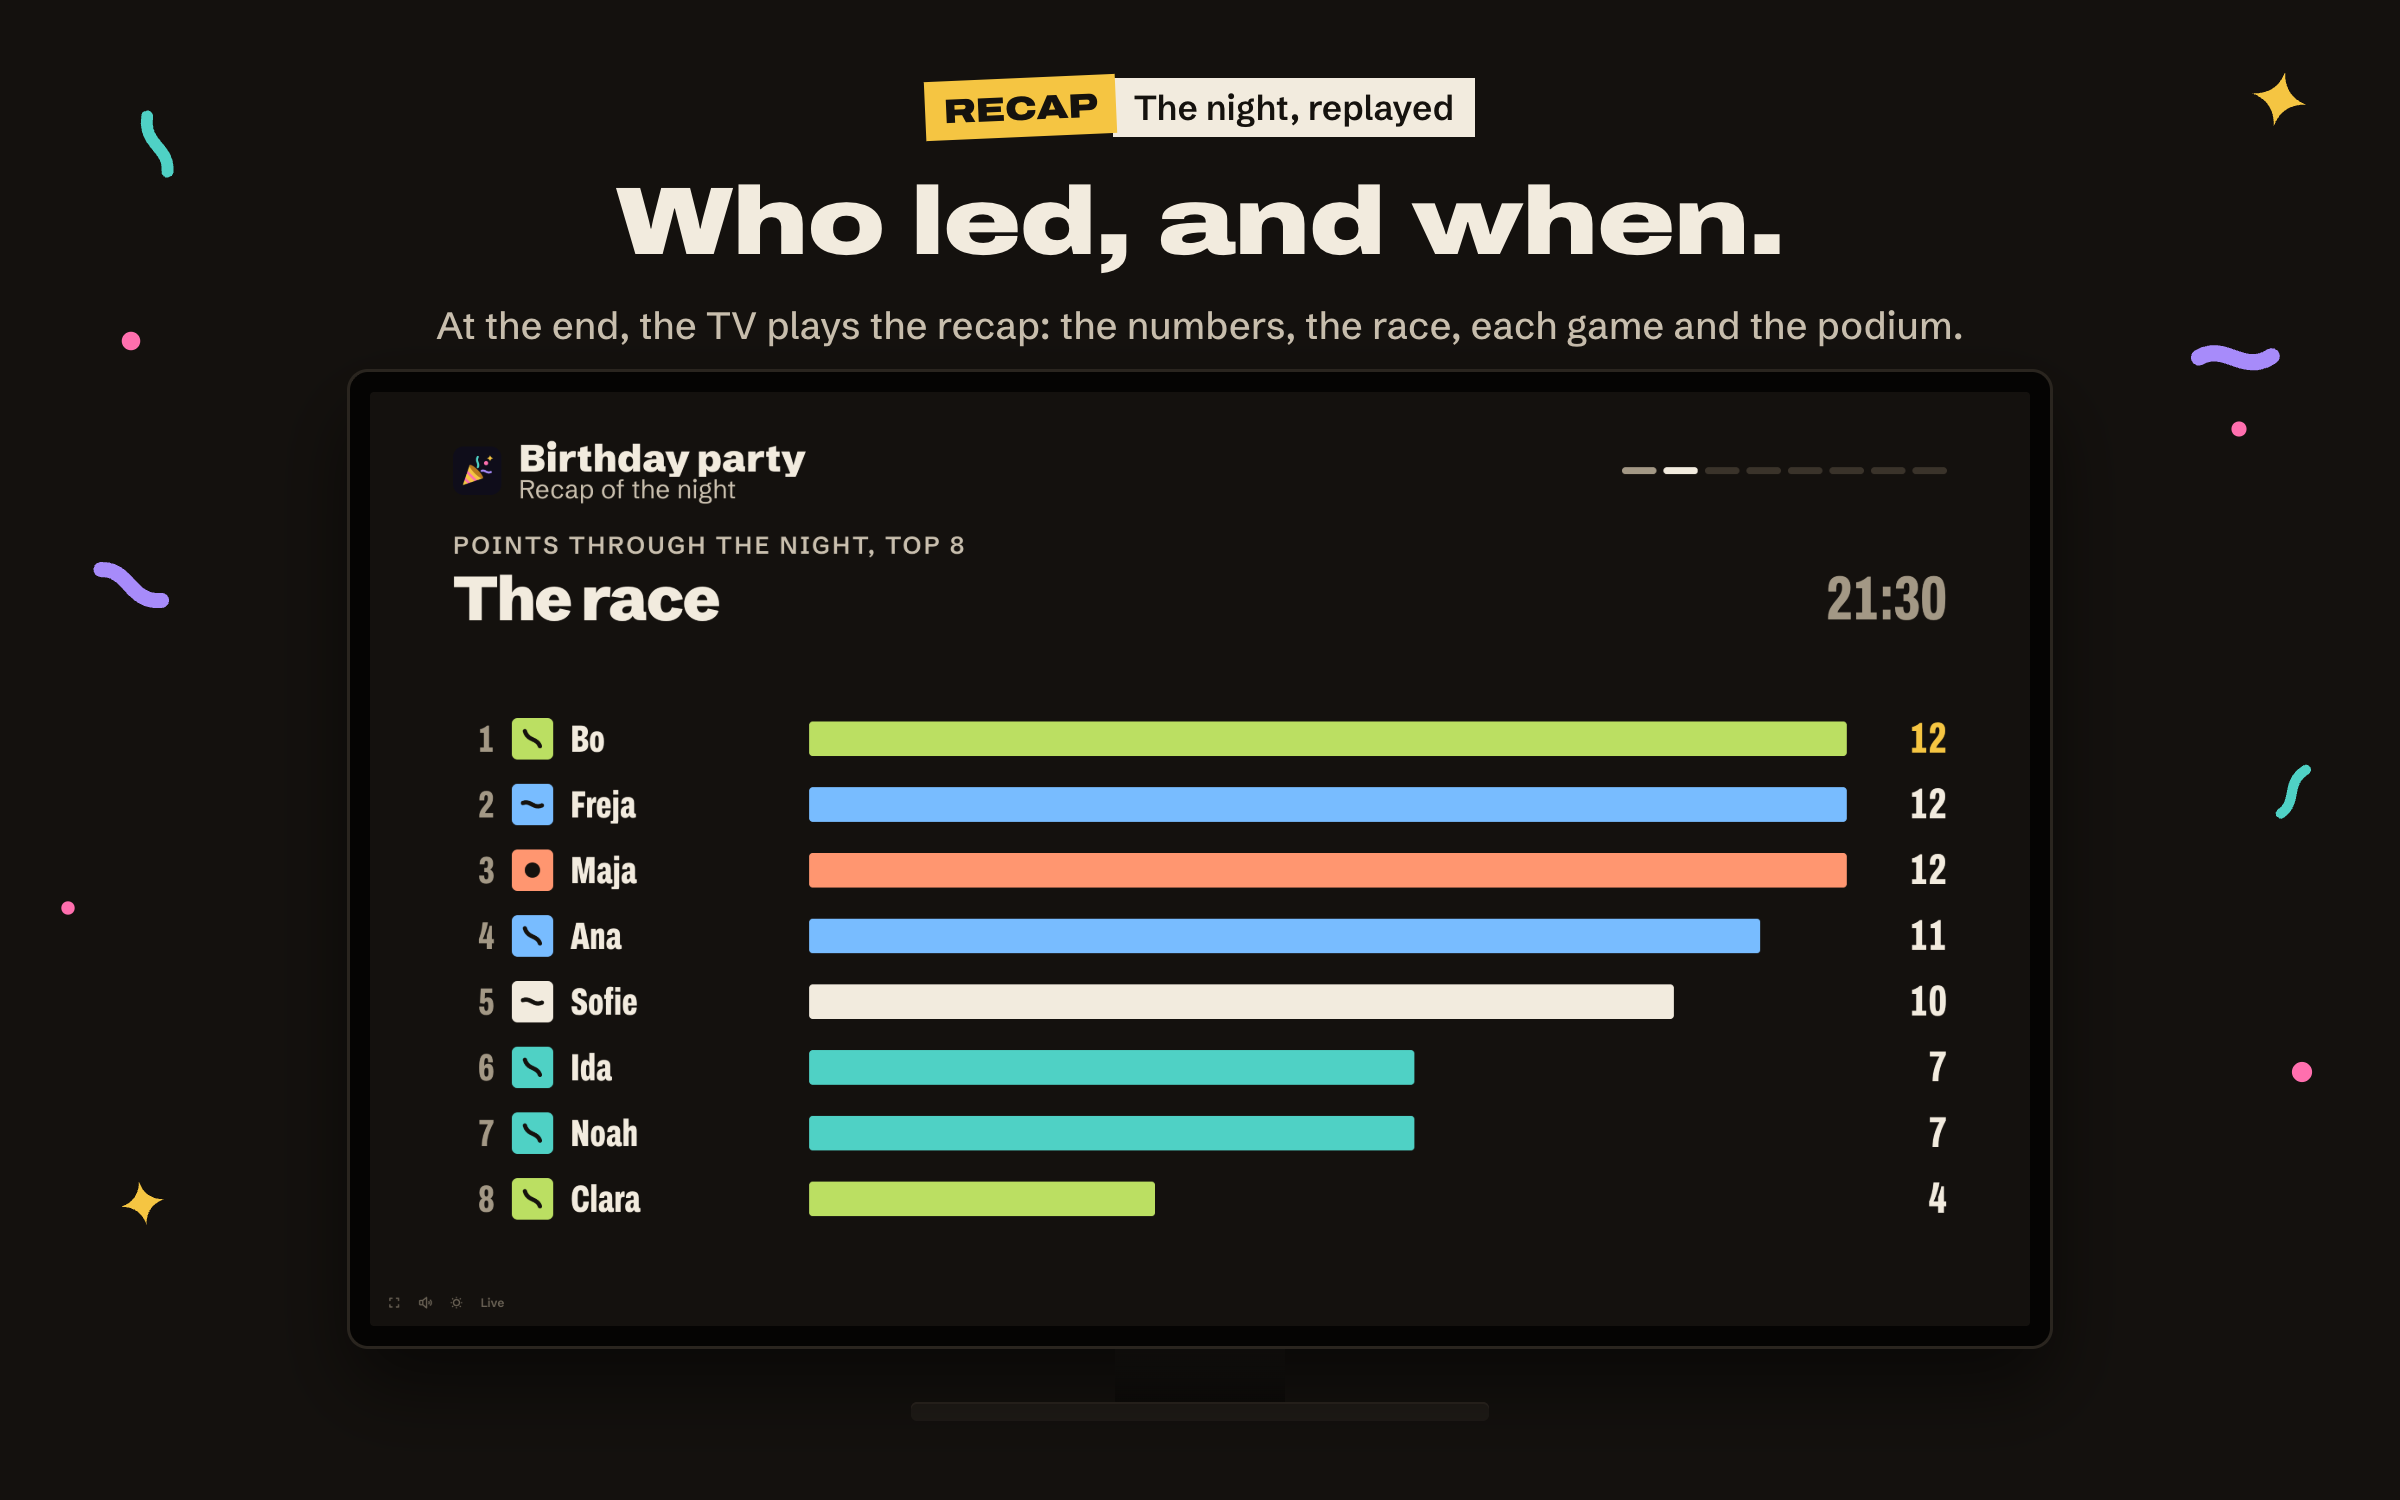 RECAP The night, replayed
Who led, and when.
At the end, the TV plays the recap: the numbers, the race, each game and the podium.
Birthday party
Recap of the night
POINTS THROUGH THE NIGHT, TOP 8
The race 21:30
1 Bo 12
2 Freja 12
3 Maja 12
4 Ana 11
5 Sofie 10
6 Ida 7
7 Noah 7
8 Clara 4
Live